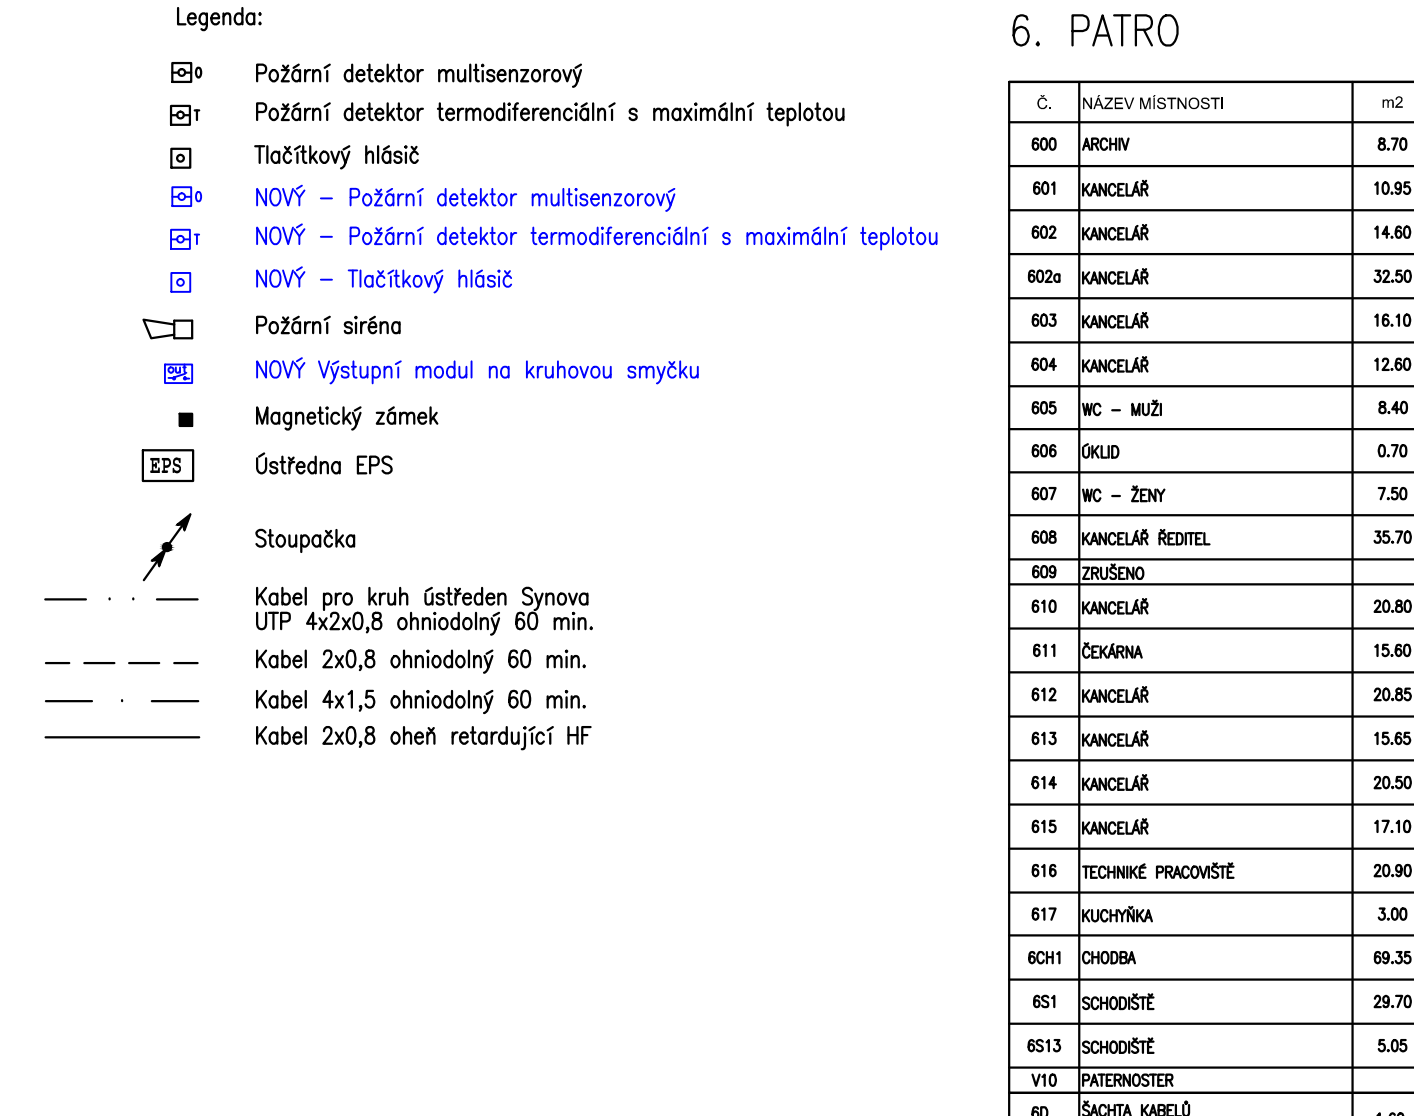 Legenda:
O Požární detektor multisenzorový
T Požární detektor termodiferenciální s maximální teplotou
Tlačítkový hlásič
O NOVÝ – Požární detektor multisenzorový
T NOVÝ – Požární detektor termodiferenciální s maximální teplotou
NOVÝ – Tlačítkový hlásič
Požární siréna
out NOVÝ Výstupní modul na kruhovou smyčku
Magnetický zámek
EPS Ústředna EPS
Stoupačka
Kabel pro kruh ústředen Synova
UTP 4x2x0,8 ohniodolný 60 min.
Kabel 2x0,8 ohniodolný 60 min.
Kabel 4x1,5 ohniodolný 60 min.
Kabel 2x0,8 oheň retardující HF
6. PATRO
Č. NÁZEV MÍSTNOSTI m2
600 ARCHIV 8.70
601 KANCELÁŘ 10.95
602 KANCELÁŘ 14.60
602a KANCELÁŘ 32.50
603 KANCELÁŘ 16.10
604 KANCELÁŘ 12.60
605 WC – MUŽI 8.40
606 ÚKLID 0.70
607 WC – ŽENY 7.50
608 KANCELÁŘ ŘEDITEL 35.70
609 ZRUŠENO
610 KANCELÁŘ 20.80
611 ČEKÁRNA 15.60
612 KANCELÁŘ 20.85
613 KANCELÁŘ 15.65
614 KANCELÁŘ 20.50
615 KANCELÁŘ 17.10
616 TECHNIKÉ PRACOVIŠTĚ 20.90
617 KUCHYŇKA 3.00
6CH1 CHODBA 69.35
6S1 SCHODIŠTĚ 29.70
6S13 SCHODIŠTĚ 5.05
V10 PATERNOSTER
6D ŠACHTA KABELŮ